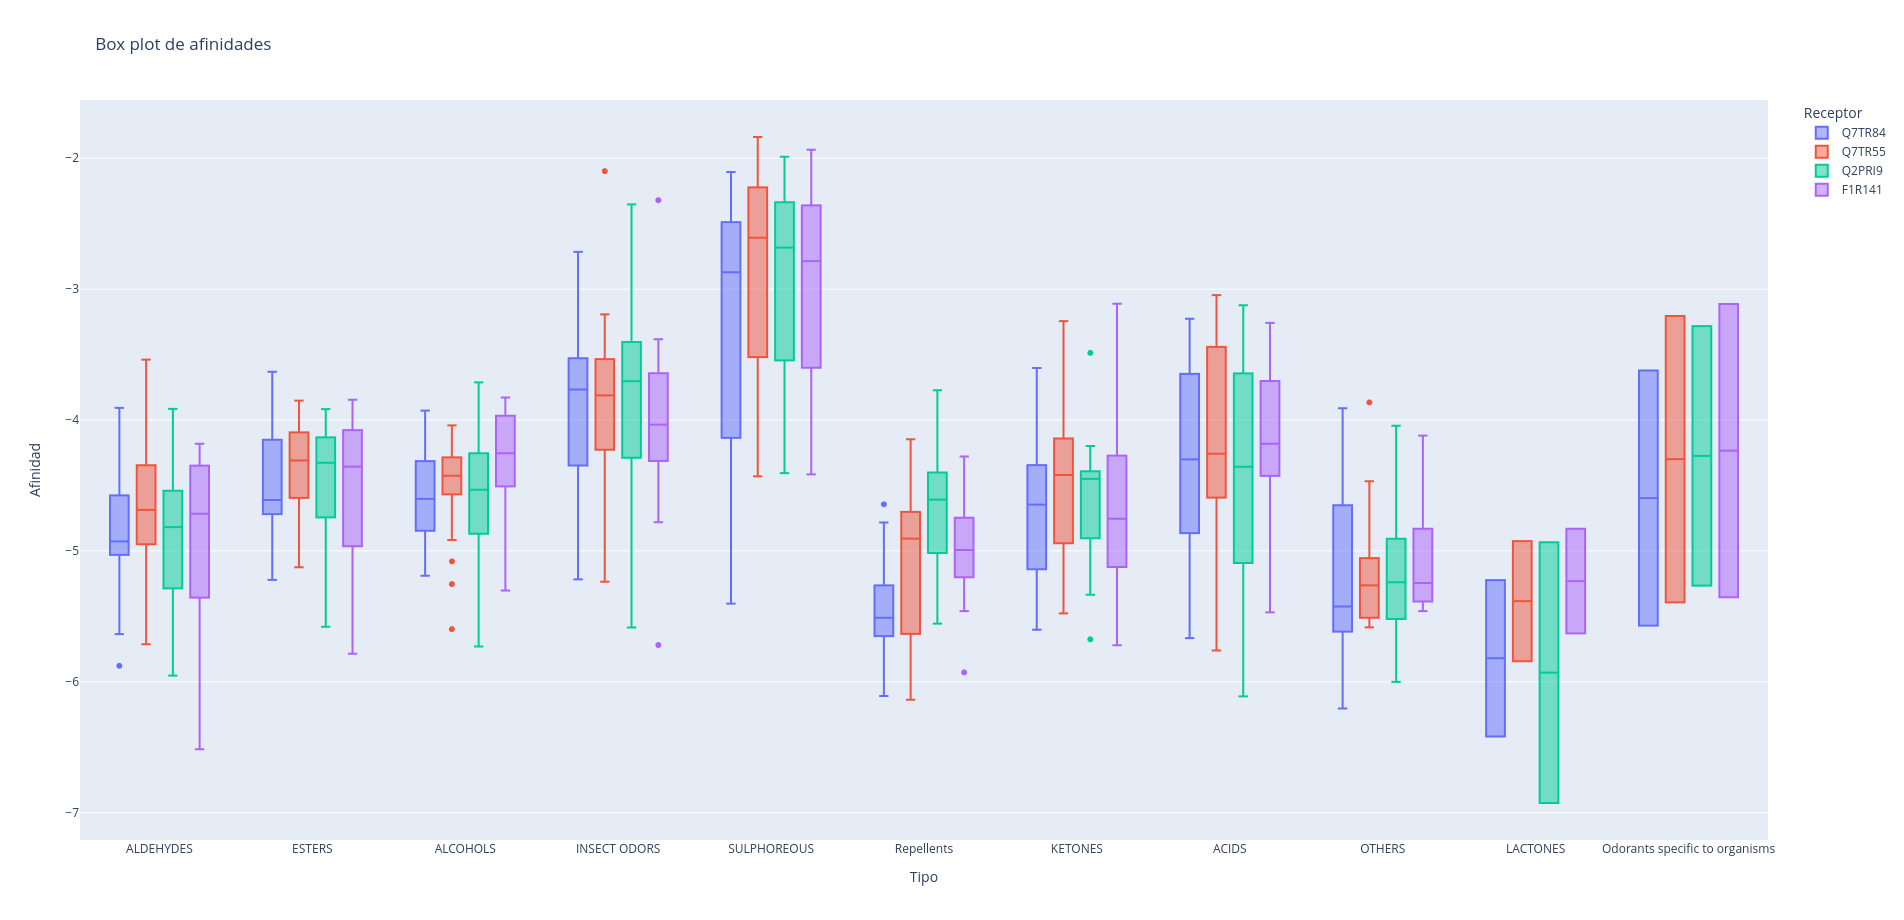 Box plot de afinidades
Receptor
Q7TR84
Q7TR55
Q2PRI9
F1R141
−2
−3
−4
−5
−6
−7
Afinidad
ALDEHYDES
ESTERS
ALCOHOLS
INSECT ODORS
SULPHOREOUS
Repellents
KETONES
ACIDS
OTHERS
LACTONES
Odorants specific to organisms
Tipo